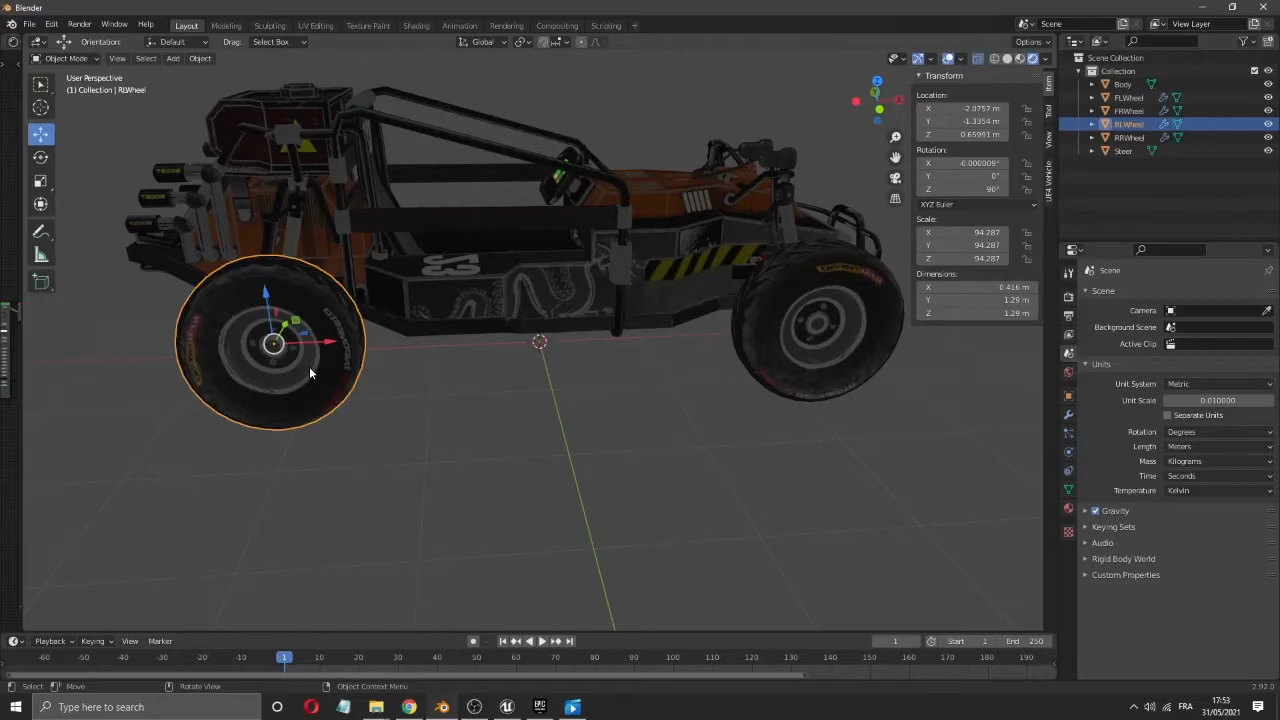 Blender
File Edit Render Window Help
Layout Modeling Sculpting UV Editing Texture Paint Shading Animation Rendering Compositing Scripting +
Scene
View Layer
Orientation: Default Drag: Select Box
Global
Options
Object Mode View Select Add Object
User Perspective
(1) Collection | RLWheel
Transform
Location:
X -2.0757 m
Y -1.3354 m
Z 0.65991 m
Rotation:
X -0.000009°
Y 0°
Z 90°
XYZ Euler
Scale:
X 94.287
Y 94.287
Z 94.287
Dimensions:
X 0.416 m
Y 1.29 m
Z 1.29 m
Item
Tool
View
UE4 Vehicle
Scene Collection
Collection
Body
FLWheel
FRWheel
RLWheel
RRWheel
Steer
Scene
Scene
Camera
Background Scene
Active Clip
Units
Unit System Metric
Unit Scale 0.010000
Separate Units
Rotation Degrees
Length Meters
Mass Kilograms
Time Seconds
Temperature Kelvin
Gravity
Keying Sets
Audio
Rigid Body World
Custom Properties
Playback Keying View Marker
1 Start 1 End 250
-60 -50 -40 -30 -20 -10 1 10 20 30 40 50 60 70 80 90 100 110 120 130 140 150 160 170 180 190
Select Move Rotate View Object Context Menu
2.92.0
Type here to search
FRA
17:53
31/05/2021